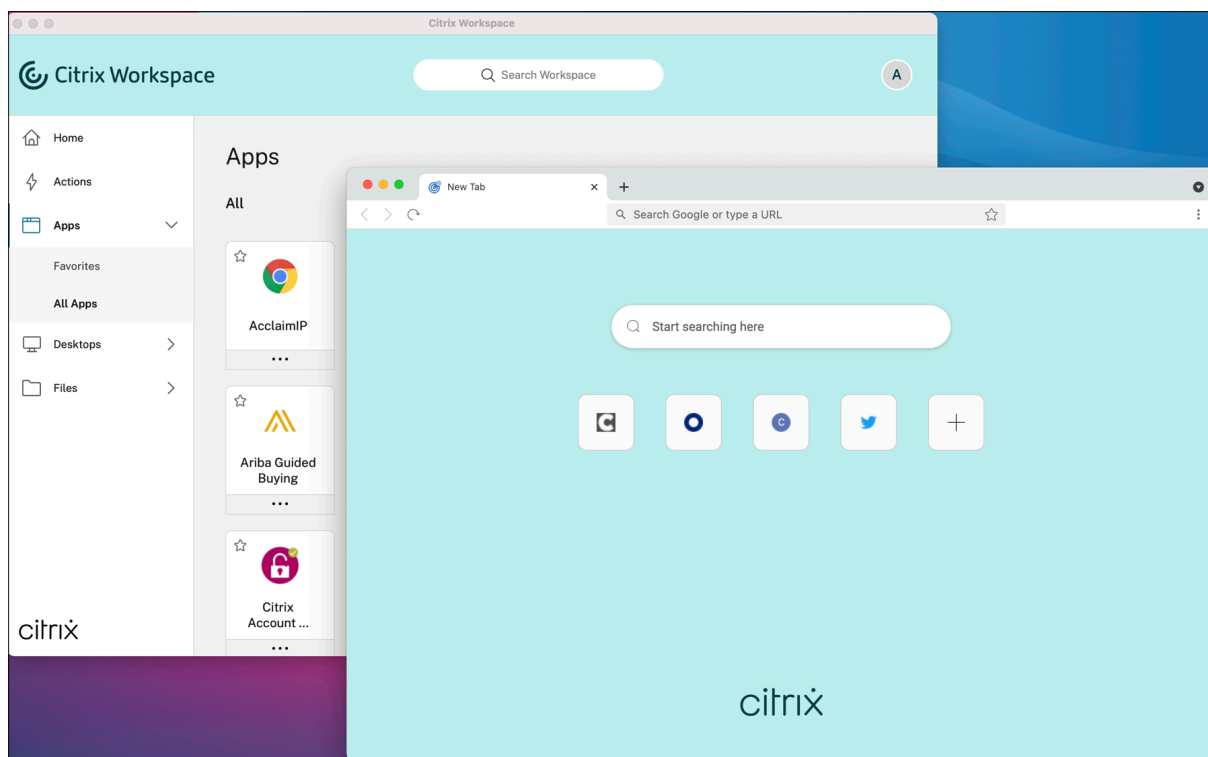 Citrix Workspace
Citrix Workspace
Search Workspace
A
Home
Actions
Apps
Favorites
All Apps
Desktops
Files
citrix
Apps
All
AcclaimIP
Ariba Guided
Buying
Citrix
Account ...
New Tab
Search Google or type a URL
Start searching here
C
C
citrix